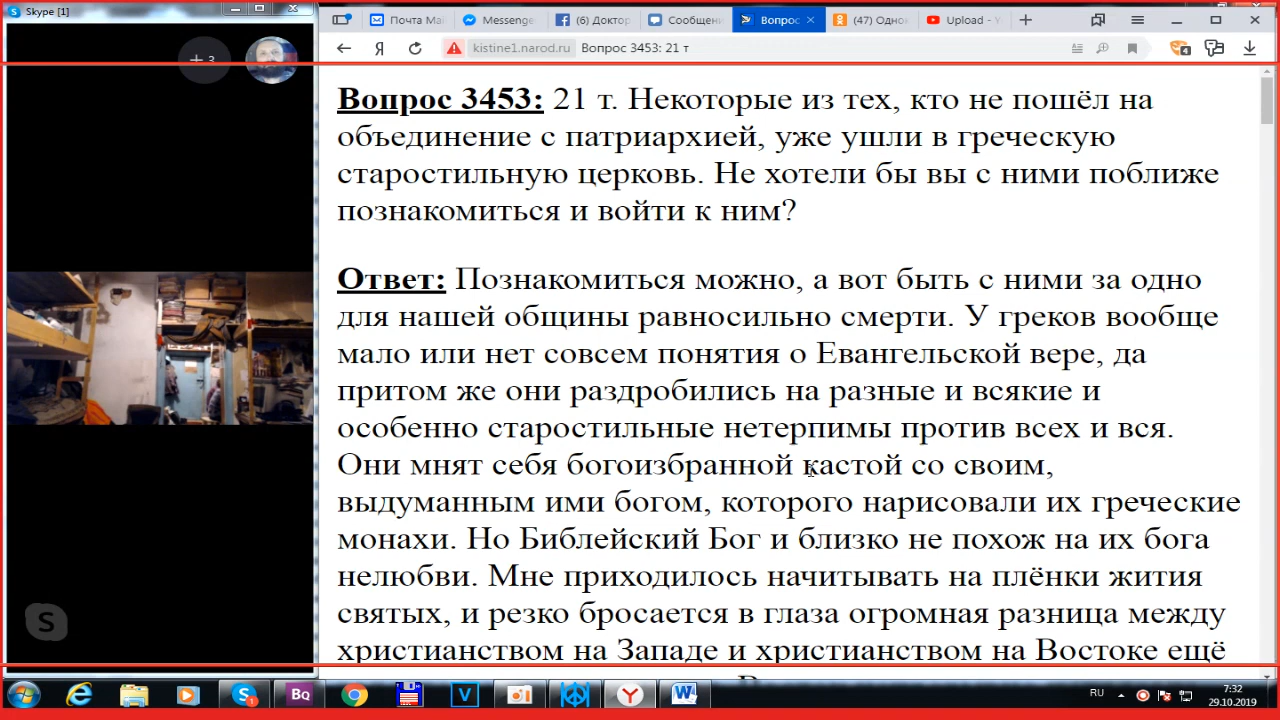 Skype [1]
Почта Mai
Messenge
(6) Доктор
Сообщени
Вопрос
(47) Однок
Upload - Y
kistine1.narod.ru
Вопрос 3453: 21 т
+ 3
Вопрос 3453: 21 т. Некоторые из тех, кто не пошёл на
объединение с патриархией, уже ушли в греческую
старостильную церковь. Не хотели бы вы с ними поближе
познакомиться и войти к ним?
Ответ: Познакомиться можно, а вот быть с ними за одно
для нашей общины равносильно смерти. У греков вообще
мало или нет совсем понятия о Евангельской вере, да
притом же они раздробились на разные и всякие и
особенно старостильные нетерпимы против всех и вся.
Они мнят себя богоизбранной кастой со своим,
выдуманным ими богом, которого нарисовали их греческие
монахи. Но Библейский Бог и близко не похож на их бога
нелюбви. Мне приходилось начитывать на плёнки жития
святых, и резко бросается в глаза огромная разница между
христианством на Западе и христианством на Востоке ещё
RU
7:32
29.10.2019